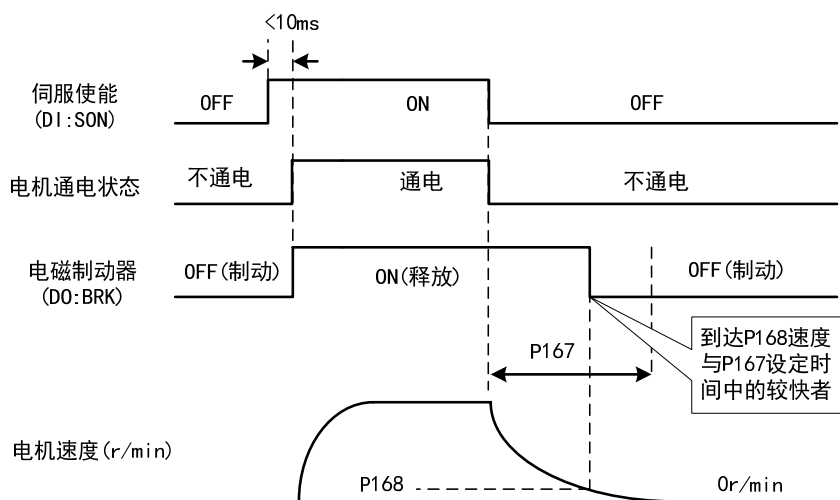 <10ms
伺服使能
(DI:SON)
OFF
ON
OFF
电机通电状态
不通电
通电
不通电
电磁制动器
(DO:BRK)
OFF(制动)
ON(释放)
OFF(制动)
P167
到达P168速度
与P167设定时
间中的较快者
电机速度(r/min)
P168
0r/min